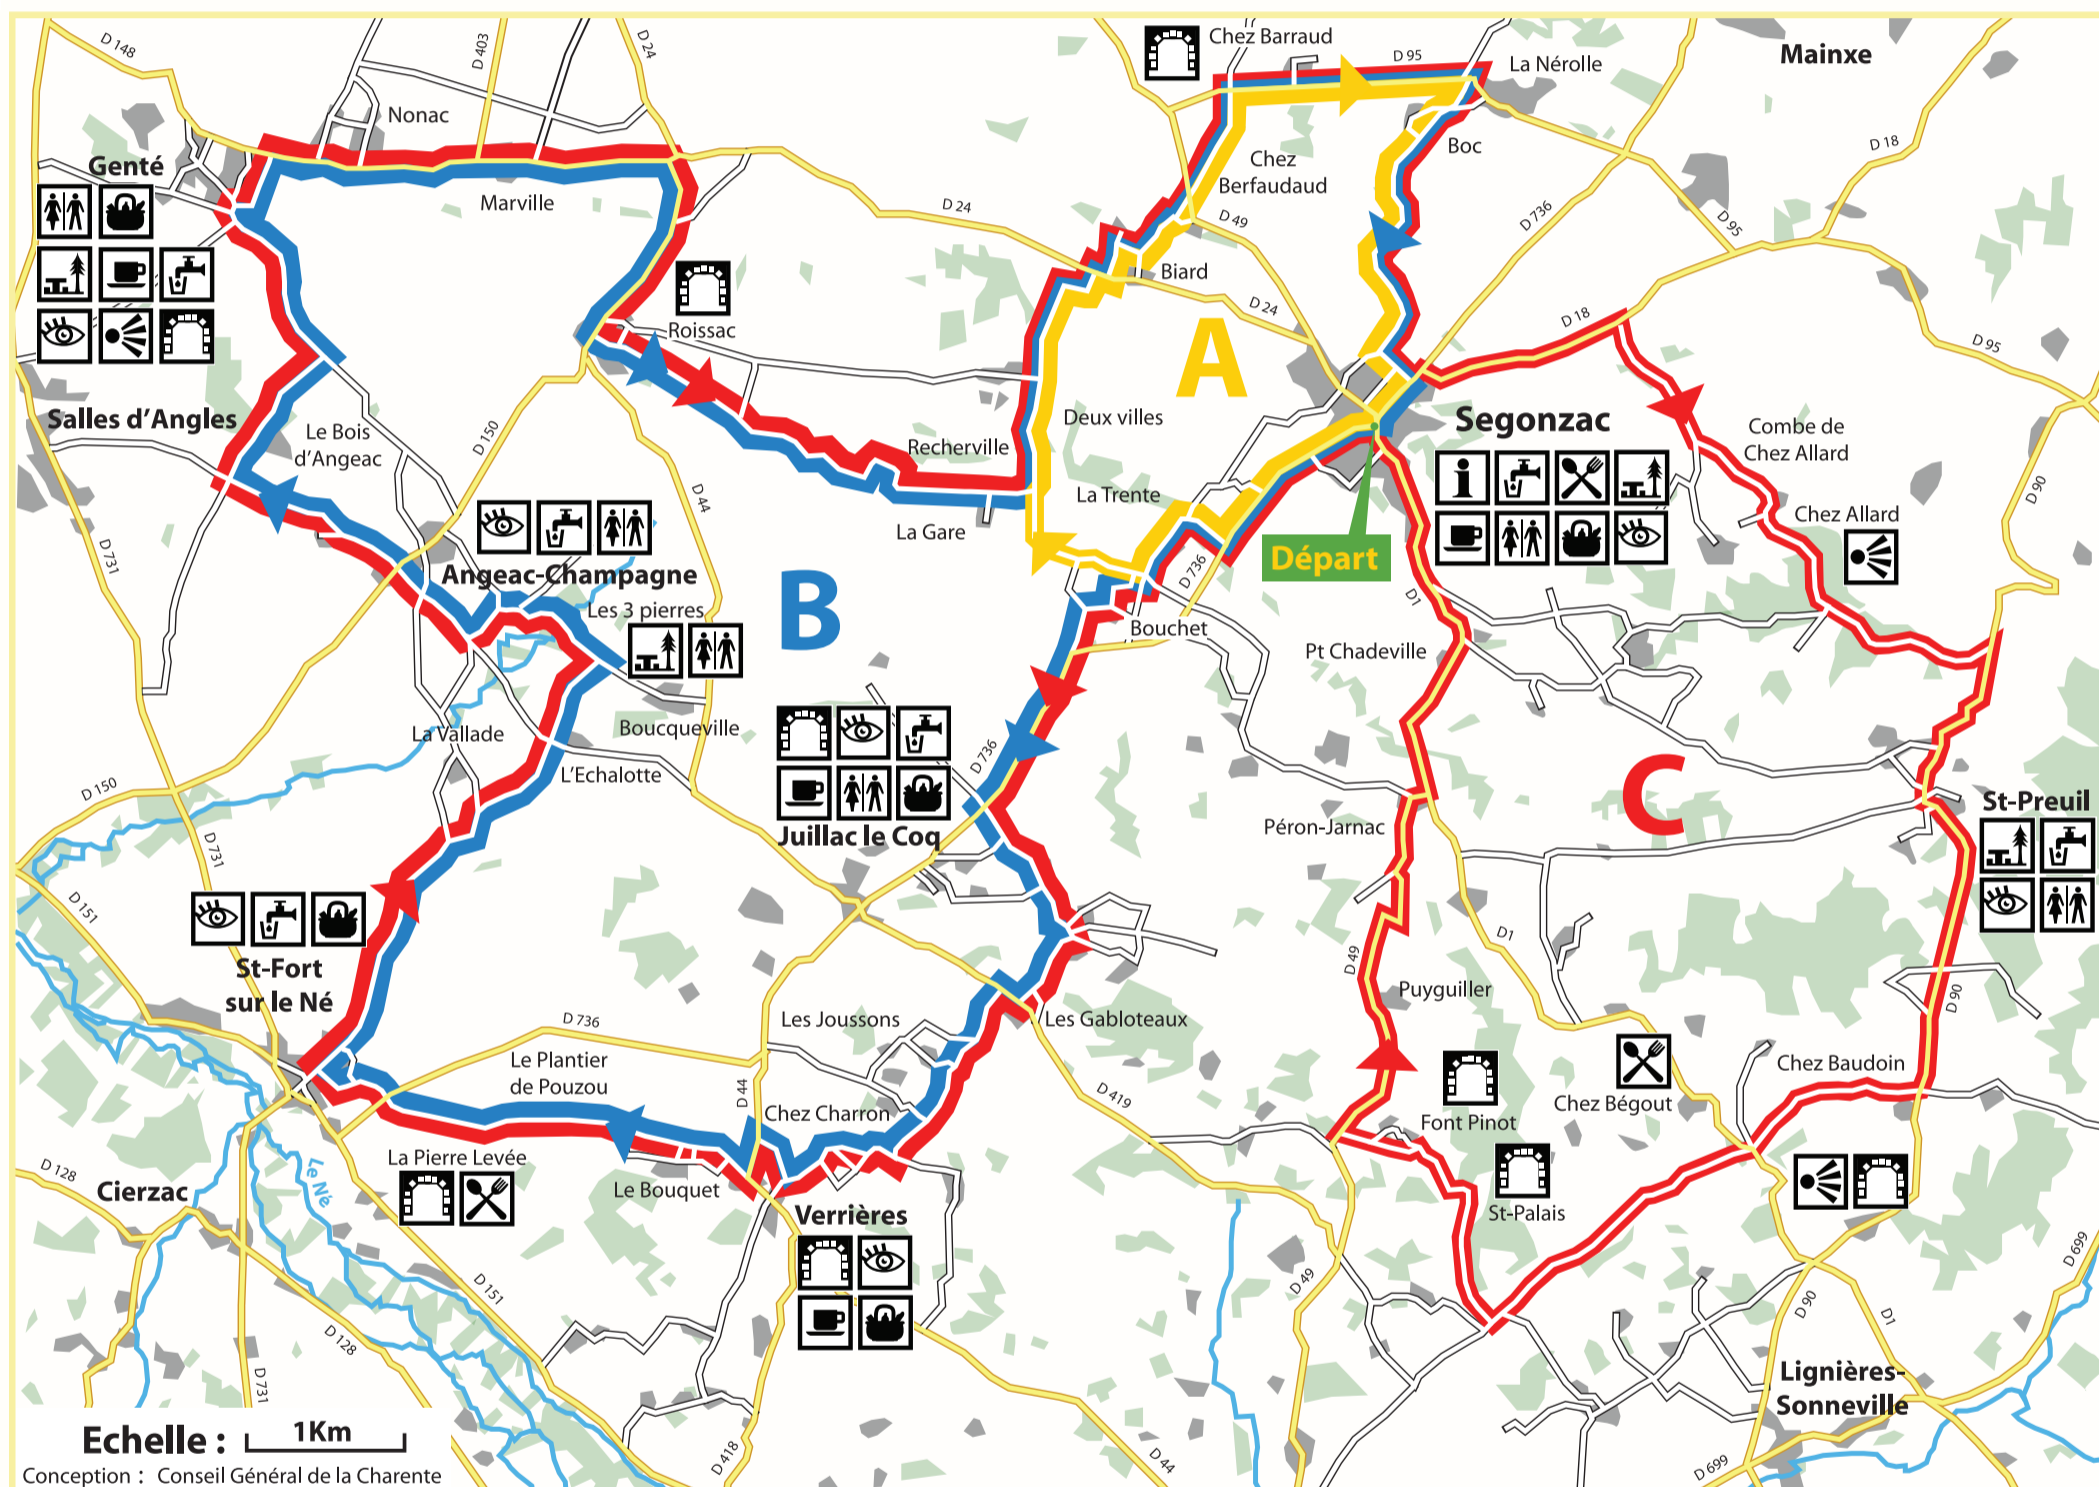 D 148
D 403
D 24
Chez Barraud
D 95
La Nérolle
Mainxe
Nonac
Genté
Marville
Chez
Berfaudaud
Boc
D 18
D 24
D 49
D 736
D 95
Biard
Roissac
D 24
A
D 18
D 95
Salles d'Angles
Le Bois
d'Angeac
D 150
Recherville
Deux villes
Segonzac
Combe de
Chez Allard
D 44
La Trente
D 90
La Gare
Chez Allard
D 731
Angeac-Champagne
Départ
D 736
Les 3 pierres
B
D1
Bouchet
Pt Chadeville
La Vallade
Boucqueville
D 736
L'Echalotte
C
D 150
D 731
Juillac le Coq
Péron-Jarnac
St-Preuil
D 151
St-Fort
sur le Né
D1
D 49
Puyguiller
D 90
D 736
Les Joussons
Les Gabloteaux
Le Plantier
de Pouzou
D 44
Chez Charron
D 419
Font Pinot
Chez Bégout
Chez Baudoin
La Pierre Levée
D 128
Cierzac
Le Né
Le Bouquet
Verrières
St-Palais
D 151
D 49
D 699
D 90
D1
D 128
D 731
Lignières-
Sonneville
Echelle :
1Km
D 418
D 44
D 699
Conception : Conseil Général de la Charente